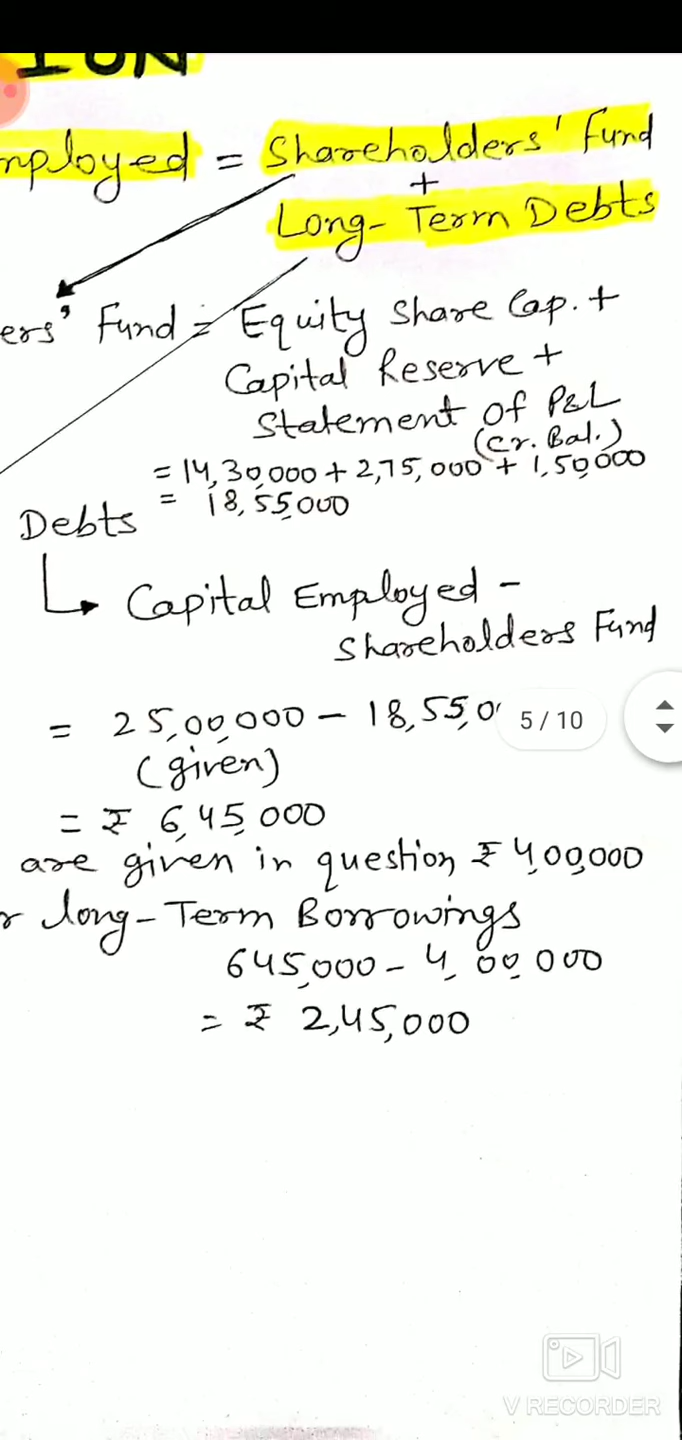 ION
mployed = Shareholders' Fund
+
Long-Term Debts
ers' Fund = Equity Share Cap. +
Capital Reserve +
Statement of P&L
(Cr. Bal.)
= 14,30,000 + 2,75,000 + 1,50,000
= 18,55,000
Debts
Capital Employed -
Shareholders Fund
= 25,00,000 - 18,55,0
5 / 10
(given)
= ₹ 6,45,000
are given in question ₹ 4,00,000
r long-Term Borrowings
645,000 - 4,00,000
= ₹ 2,45,000
V RECORDER